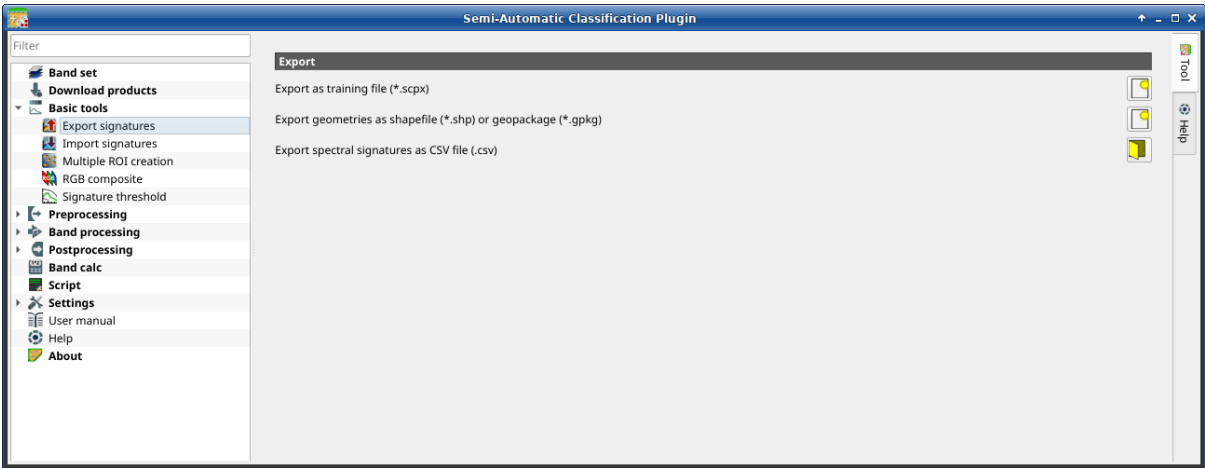 Semi-Automatic Classification Plugin
Filter
Band set
Download products
Basic tools
Export signatures
Import signatures
Multiple ROI creation
RGB composite
Signature threshold
Preprocessing
Band processing
Postprocessing
Band calc
Script
Settings
User manual
Help
About
Export
Export as training file (*.scpx)
Export geometries as shapefile (*.shp) or geopackage (*.gpkg)
Export spectral signatures as CSV file (.csv)
Tool
Help